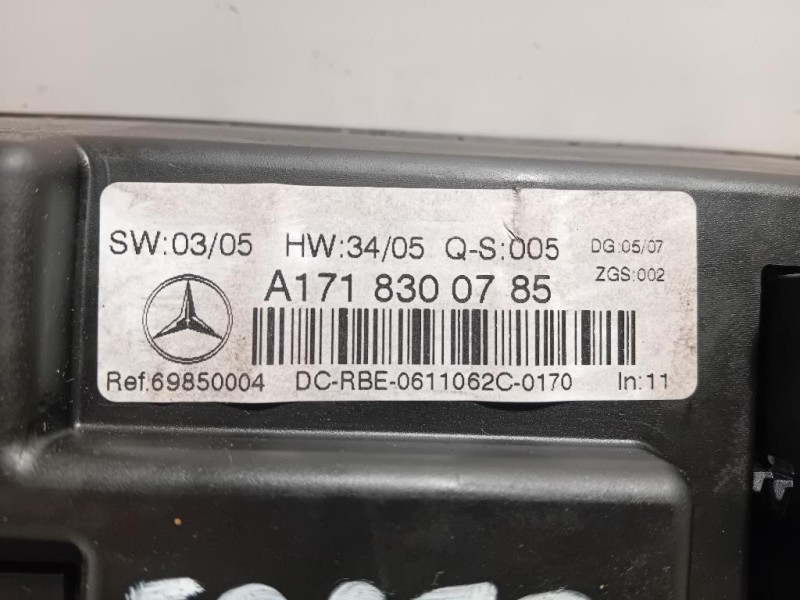 SW:03/05 HW:34/05 Q-S:005 DG:05/07
ZGS:002
A171 830 07 85
Ref:69850004 DC-RBE-0611062C-0170 In:11